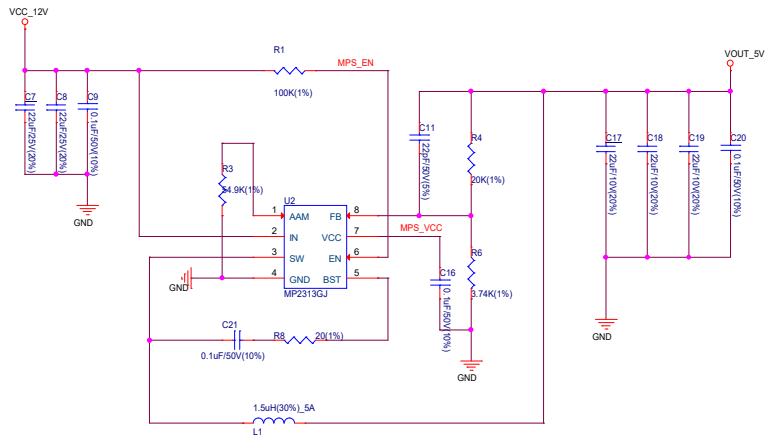 VCC_12V
R1
MPS_EN
100K(1%)
VOUT_5V
C7
22uF/25V(20%)
C8
22uF/25V(20%)
C9
0.1uF/50V(10%)
GND
R3
54.9K(1%)
C11
22pF/50V(5%)
R4
20K(1%)
C17
22uF/10V(20%)
C18
22uF/10V(20%)
C19
22uF/10V(20%)
C20
0.1uF/50V(10%)
U2
1 AAM FB 8
2 IN VCC 7
3 SW EN 6
4 GND BST 5
MP2313GJ
MPS_VCC
GND
C16
0.1uF/50V(10%)
R6
3.74K(1%)
GND
GND
C21
0.1uF/50V(10%)
R8
20(1%)
1.5uH(30%)_5A
L1